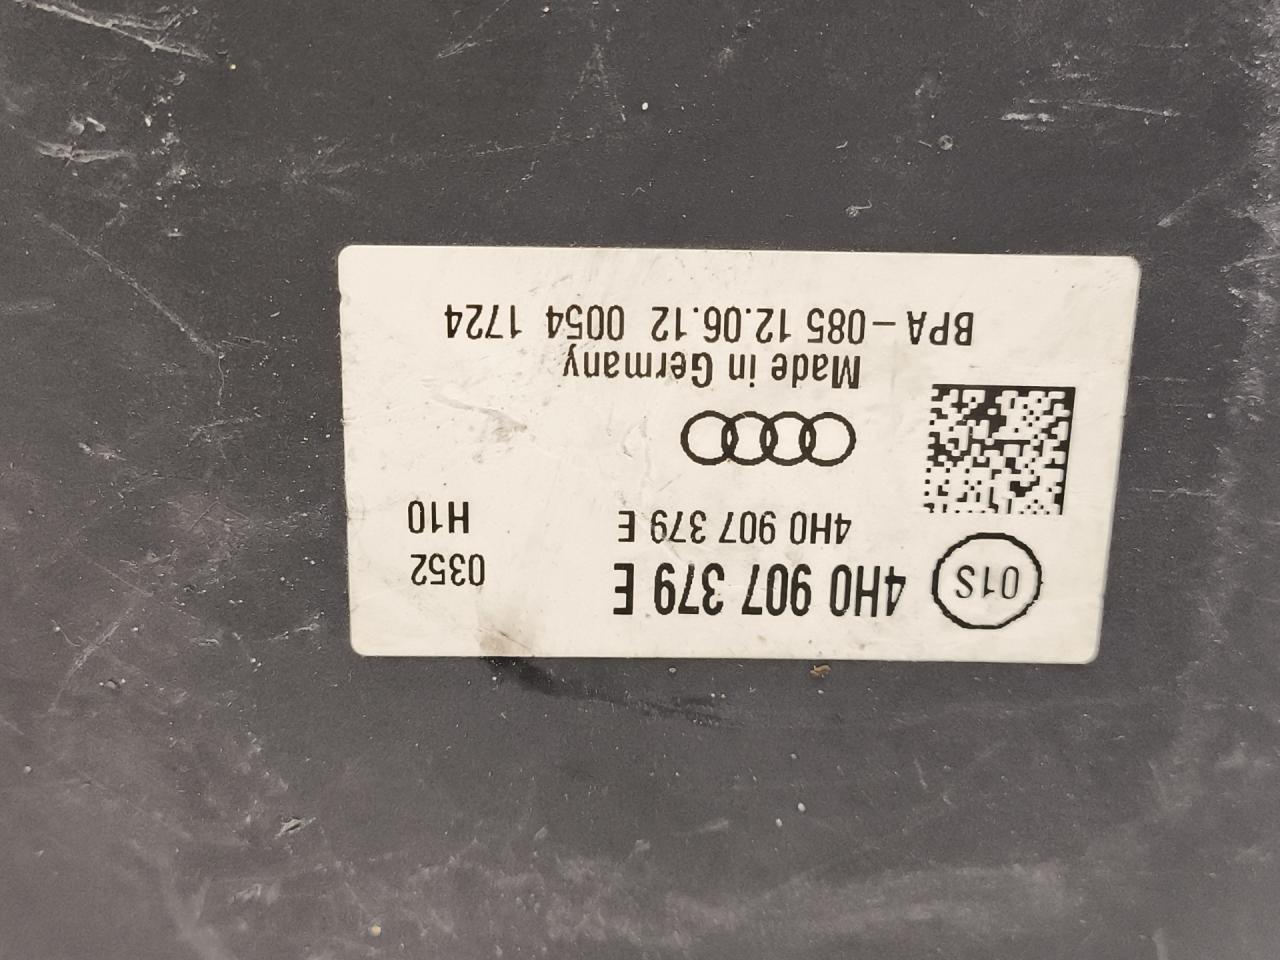 01S 4H0 907 379 E 0352
4H0 907 379 E H10
Made in Germany
BPA-085 12.06.12 0054 1724